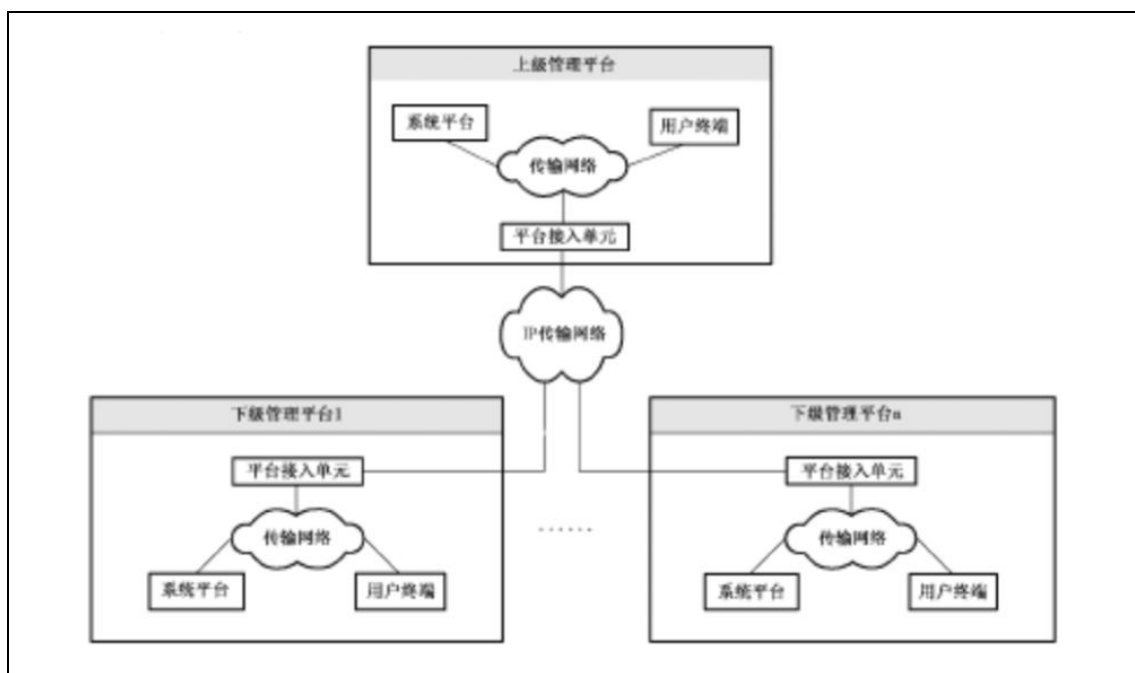 上级管理平台
系统平台
用户终端
传输网络
平台接入单元
IP传输网络
下级管理平台1
平台接入单元
传输网络
系统平台
用户终端
......
下级管理平台n
平台接入单元
传输网络
系统平台
用户终端